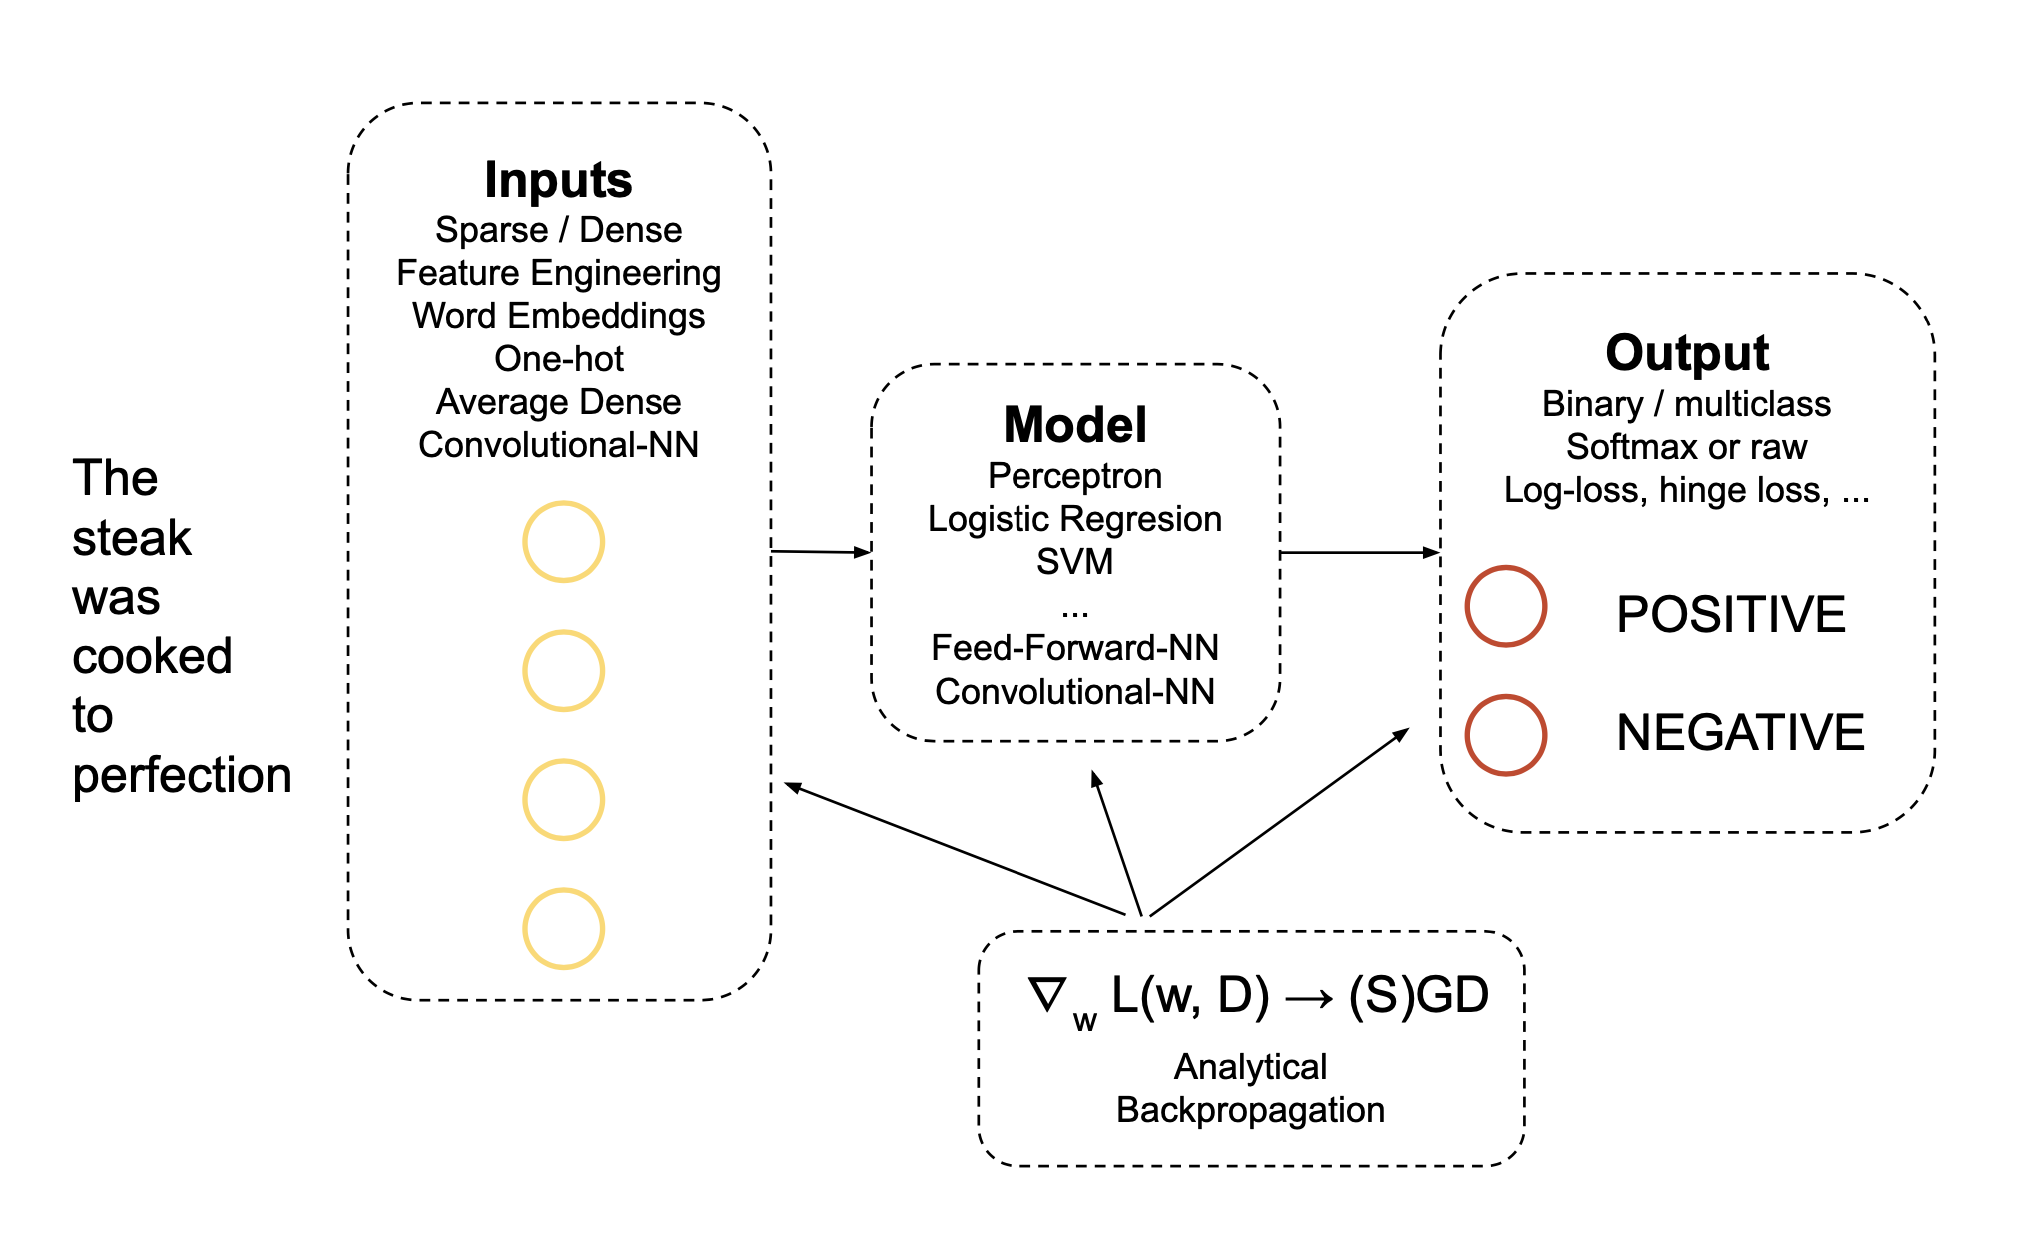 The
steak
was
cooked
to
perfection
Inputs
Sparse / Dense
Feature Engineering
Word Embeddings
One-hot
Average Dense
Convolutional-NN
Model
Perceptron
Logistic Regresion
SVM
...
Feed-Forward-NN
Convolutional-NN
Output
Binary / multiclass
Softmax or raw
Log-loss, hinge loss, ...
POSITIVE
NEGATIVE
∇w L(w, D) → (S)GD
Analytical
Backpropagation